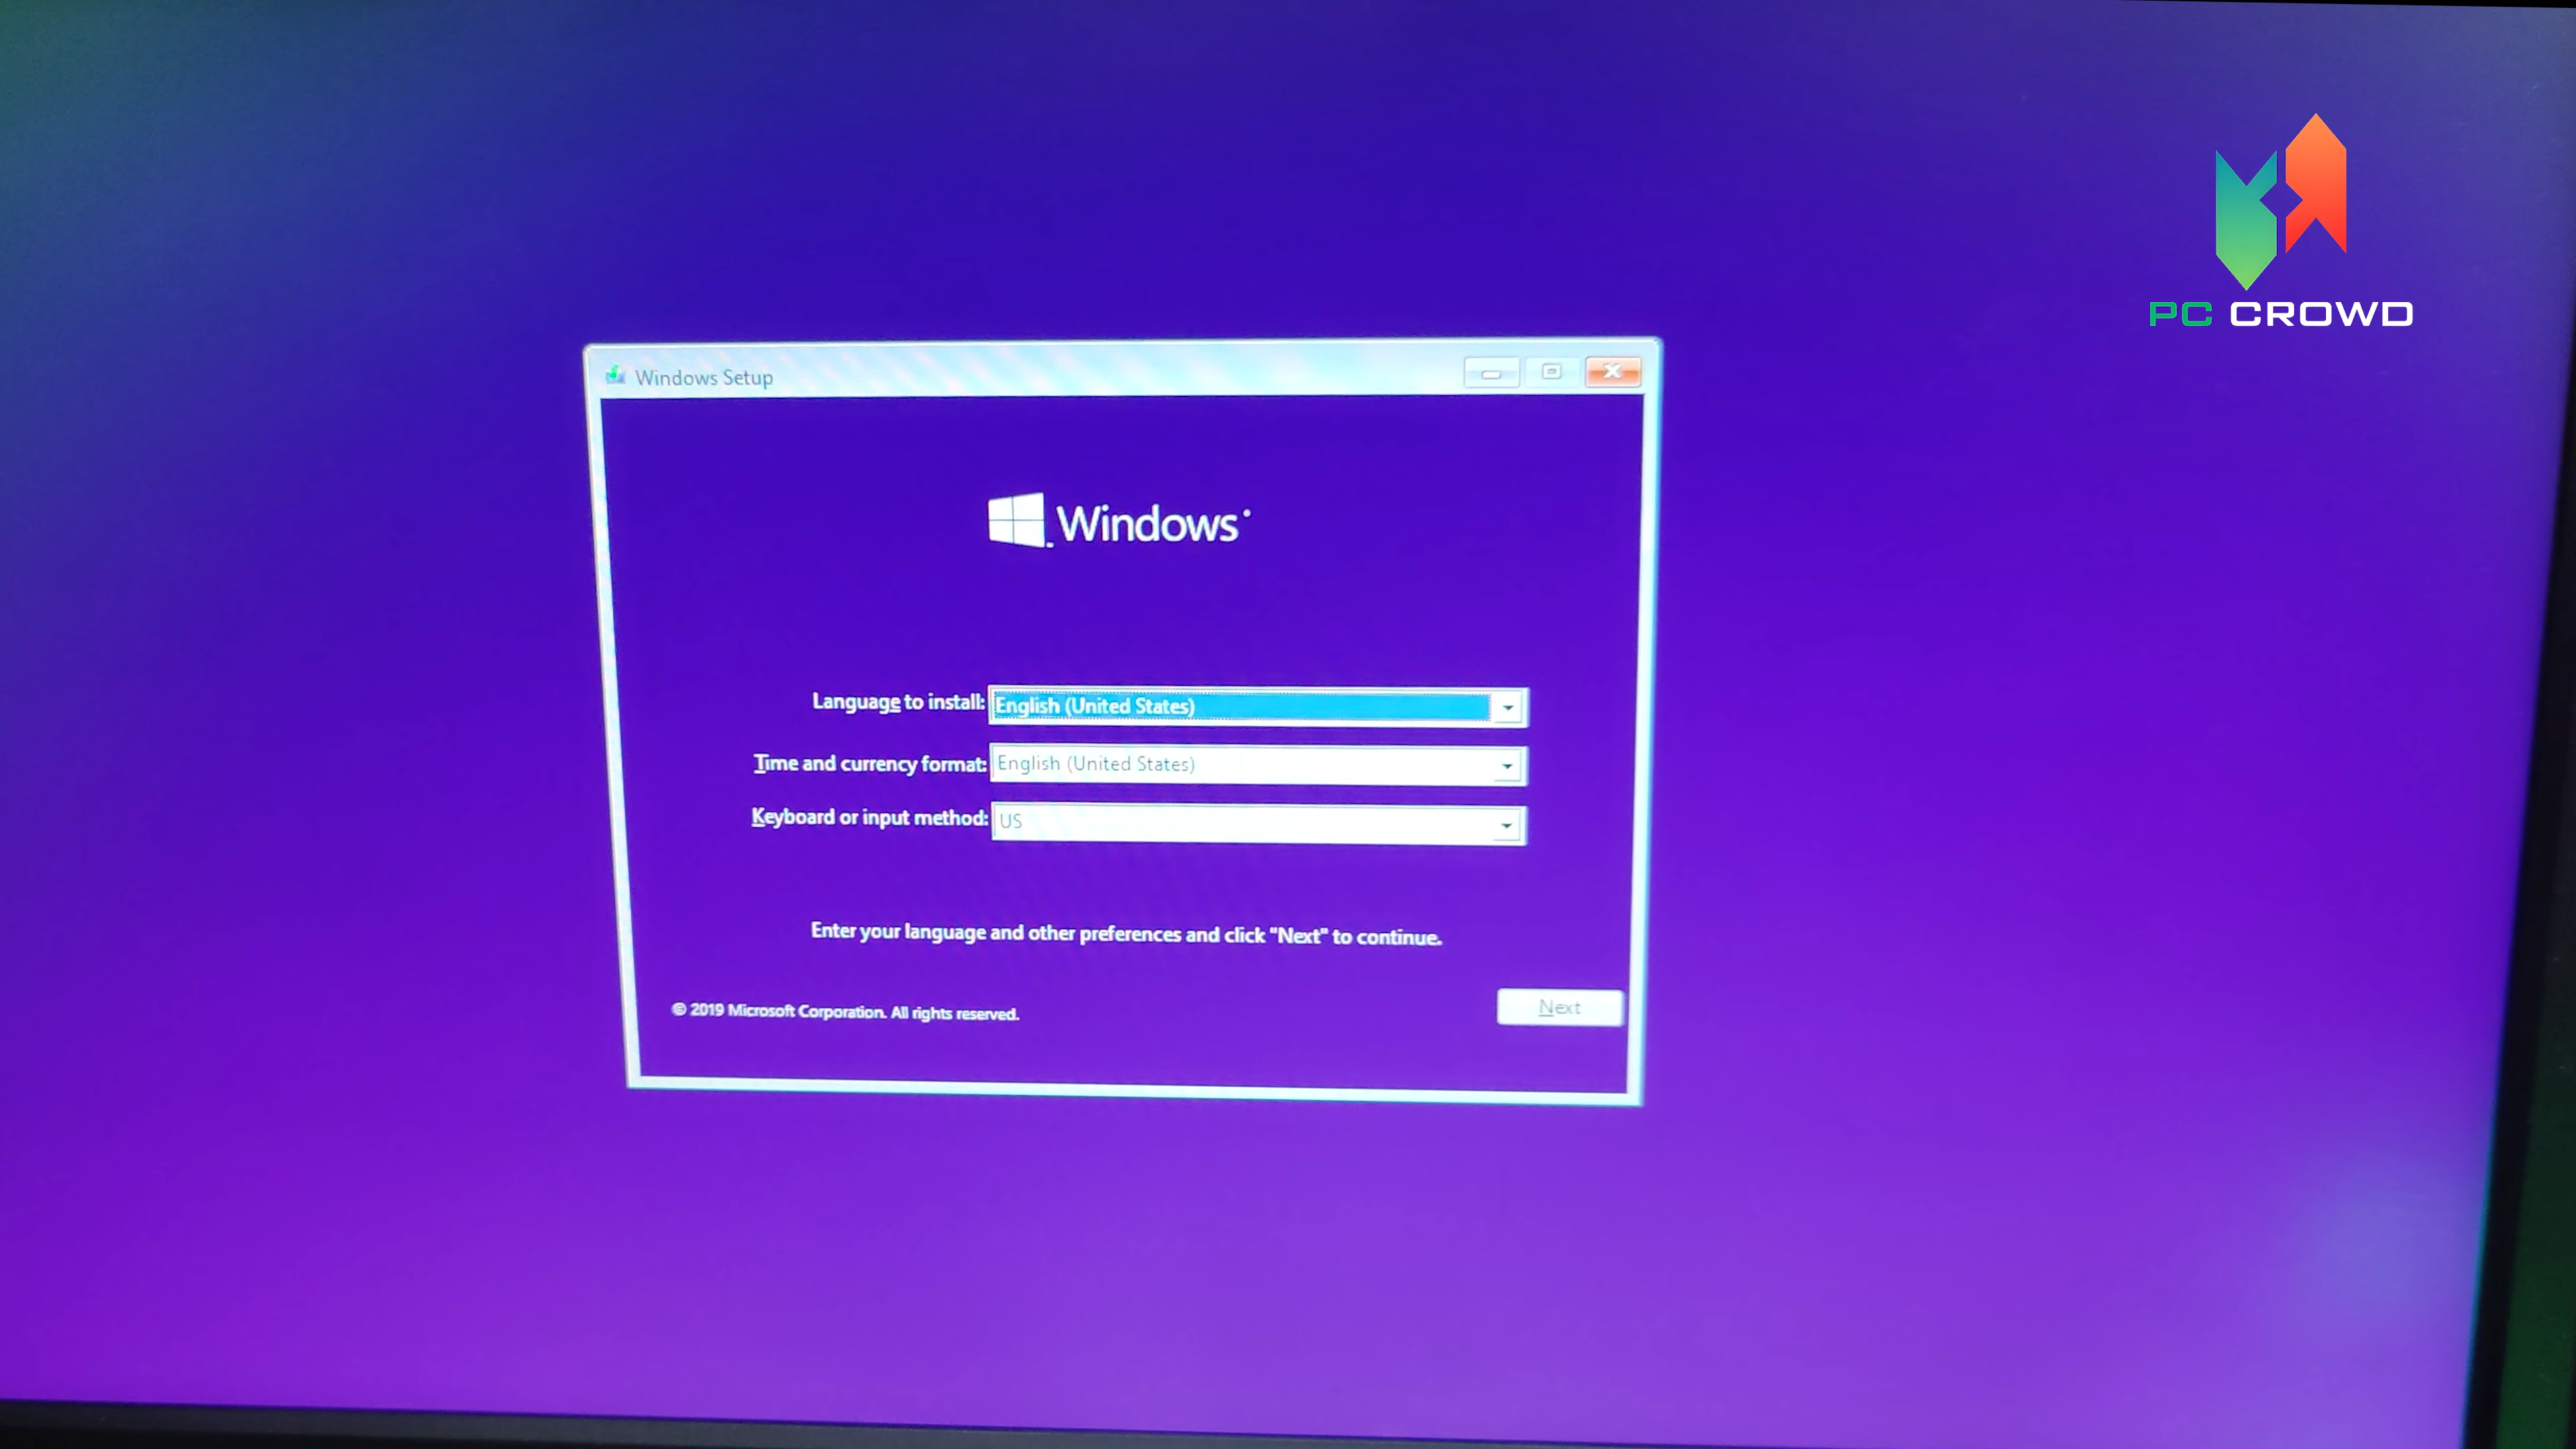 PC CROWD
Windows Setup
Windows
Language to install: English (United States)
Time and currency format: English (United States)
Keyboard or input method: US
Enter your language and other preferences and click "Next" to continue.
© 2019 Microsoft Corporation. All rights reserved.
Next